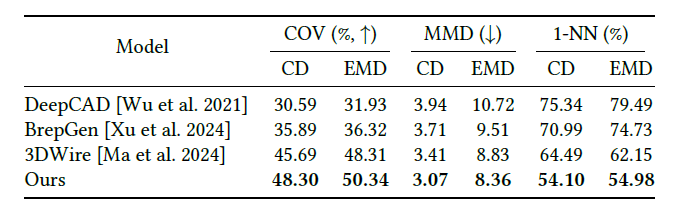 Model COV (%, ↑) MMD (↓) 1-NN (%)
CD EMD CD EMD CD EMD
DeepCAD [Wu et al. 2021] 30.59 31.93 3.94 10.72 75.34 79.49
BrepGen [Xu et al. 2024] 35.89 36.32 3.71 9.51 70.99 74.73
3DWire [Ma et al. 2024] 45.69 48.31 3.41 8.83 64.49 62.15
Ours 48.30 50.34 3.07 8.36 54.10 54.98